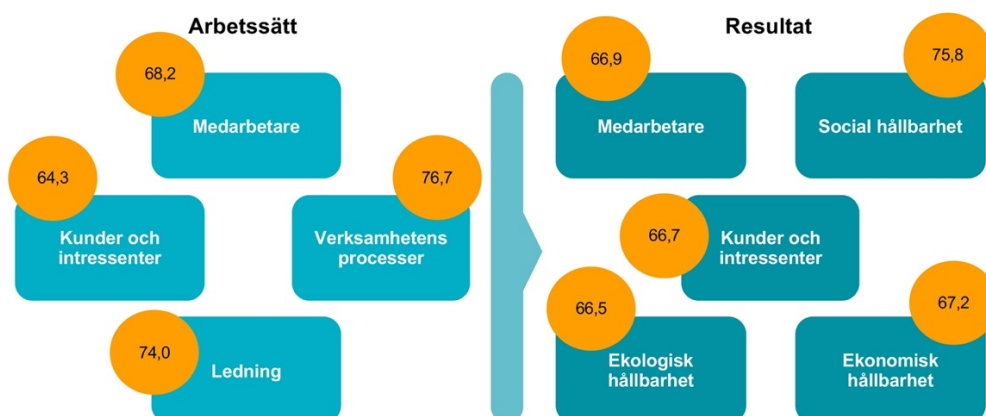 Arbetssätt
68,2
Medarbetare
64,3
Kunder och
intressenter
76,7
Verksamhetens
processer
74,0
Ledning
Resultat
66,9
Medarbetare
75,8
Social hållbarhet
66,7
Kunder och
intressenter
66,5
Ekologisk
hållbarhet
67,2
Ekonomisk
hållbarhet